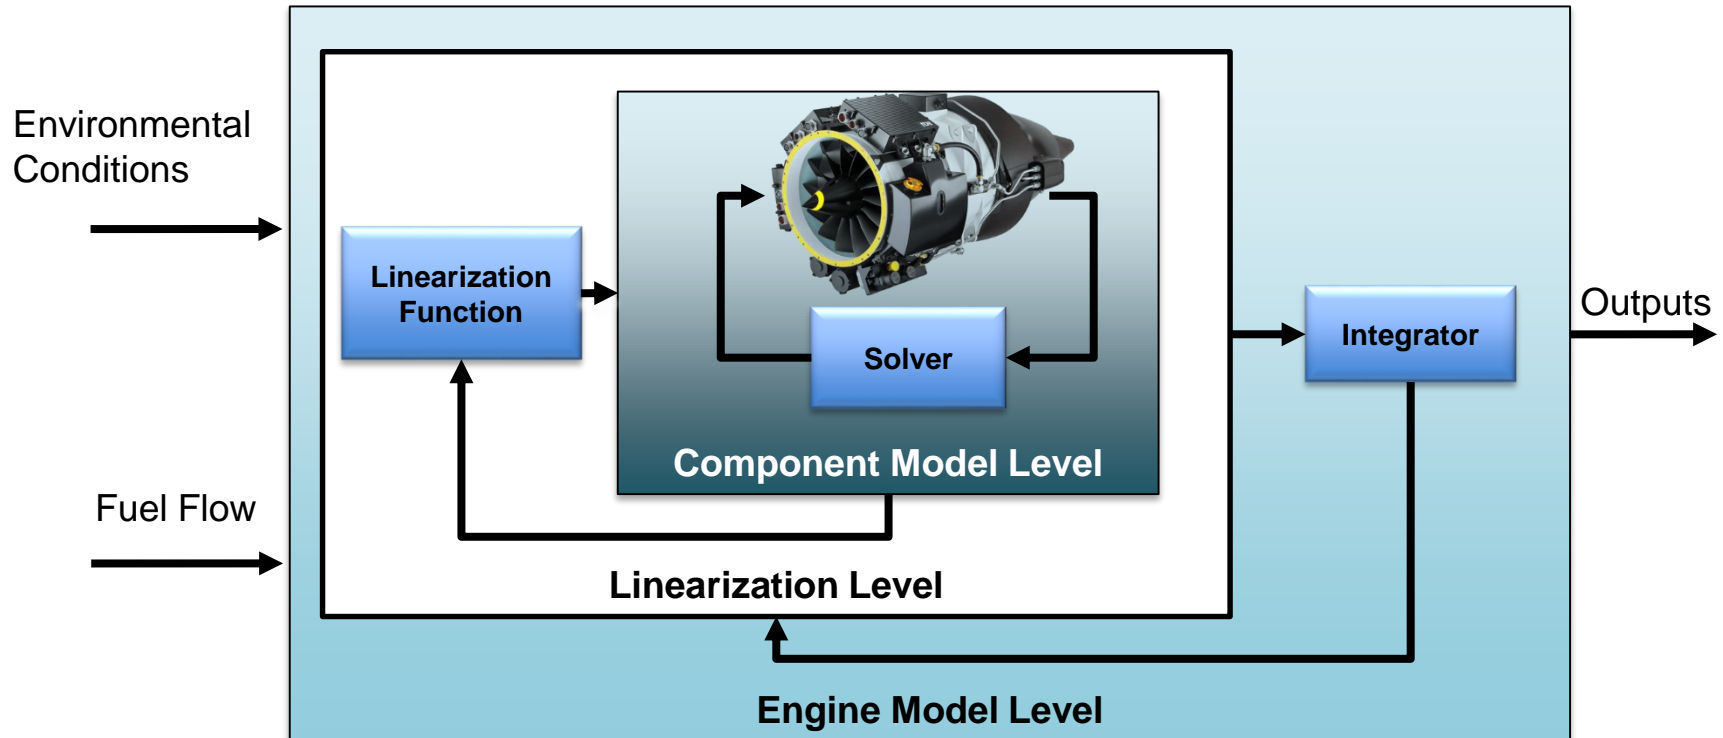 Environmental
Conditions
Linearization
Function
Solver
Integrator
Outputs
Component Model Level
Fuel Flow
Linearization Level
Engine Model Level